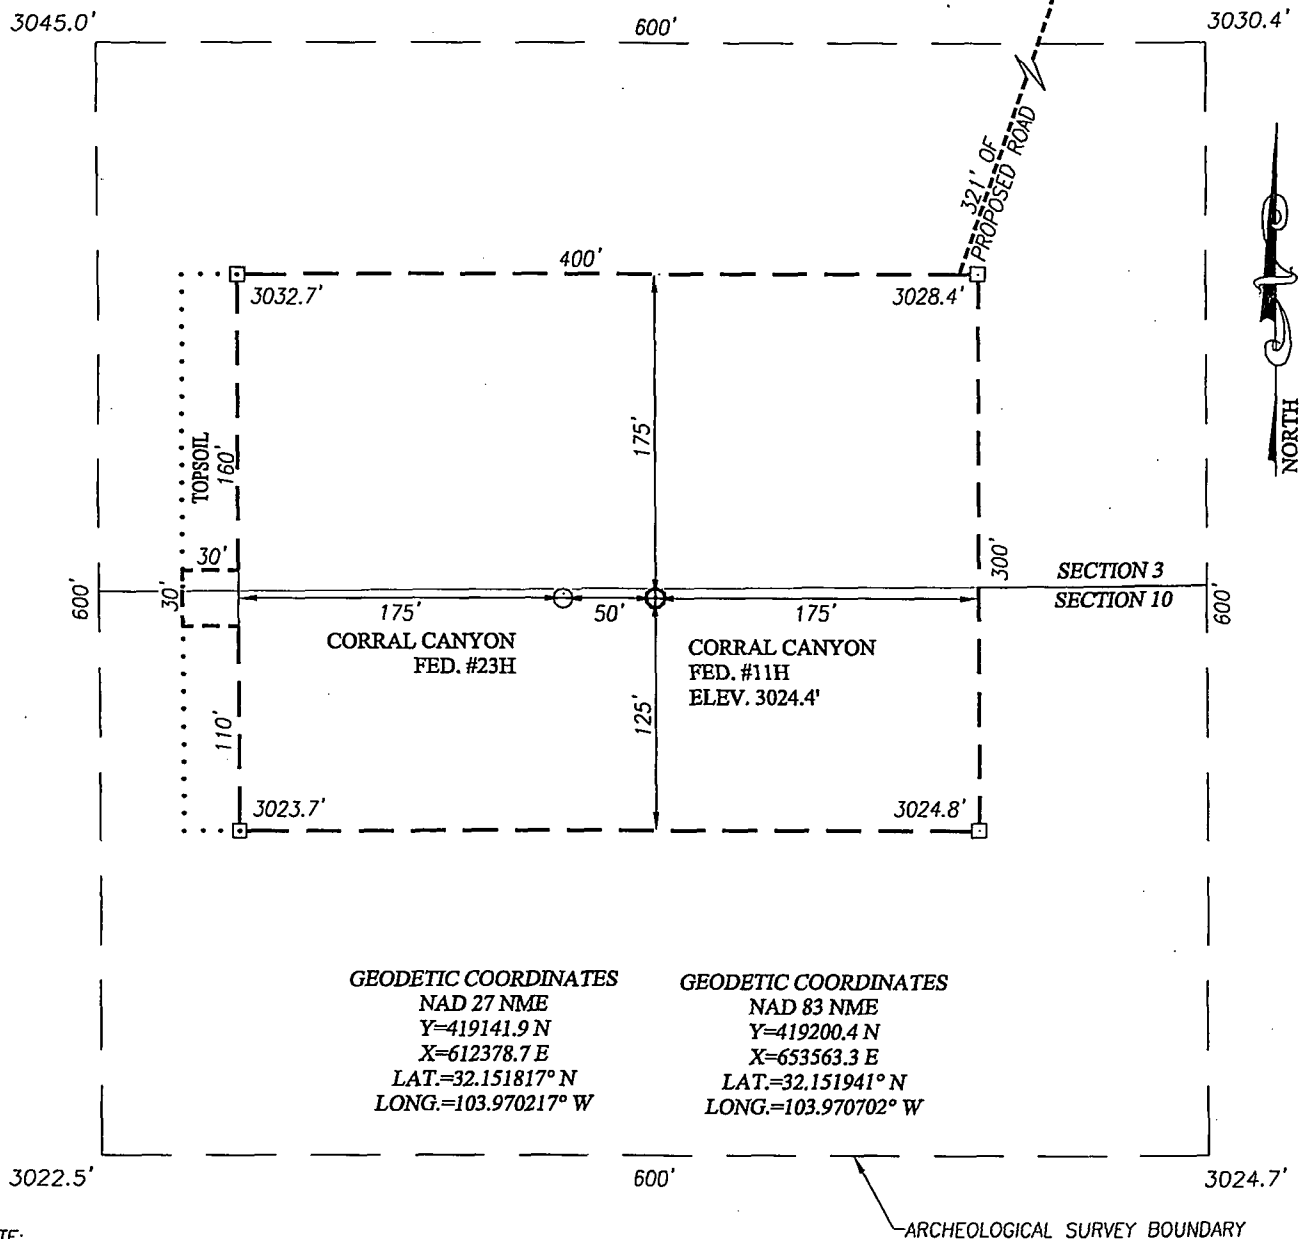 3045.0'
600'
3030.4'
321' OF
PROPOSED ROAD
400'
3032.7'
3028.4'
NORTH
TOPSOIL
160'
175'
30'
30'
300'
SECTION 3
SECTION 10
600'
600'
175'
50'
175'
CORRAL CANYON
FED. #23H
CORRAL CANYON
FED. #11H
ELEV. 3024.4'
110'
125'
3023.7'
3024.8'
GEODETIC COORDINATES
NAD 27 NME
Y=419141.9 N
X=612378.7 E
LAT.=32.151817° N
LONG.=103.970217° W
GEODETIC COORDINATES
NAD 83 NME
Y=419200.4 N
X=653563.3 E
LAT.=32.151941° N
LONG.=103.970702° W
3022.5'
600'
3024.7'
ARCHEOLOGICAL SURVEY BOUNDARY